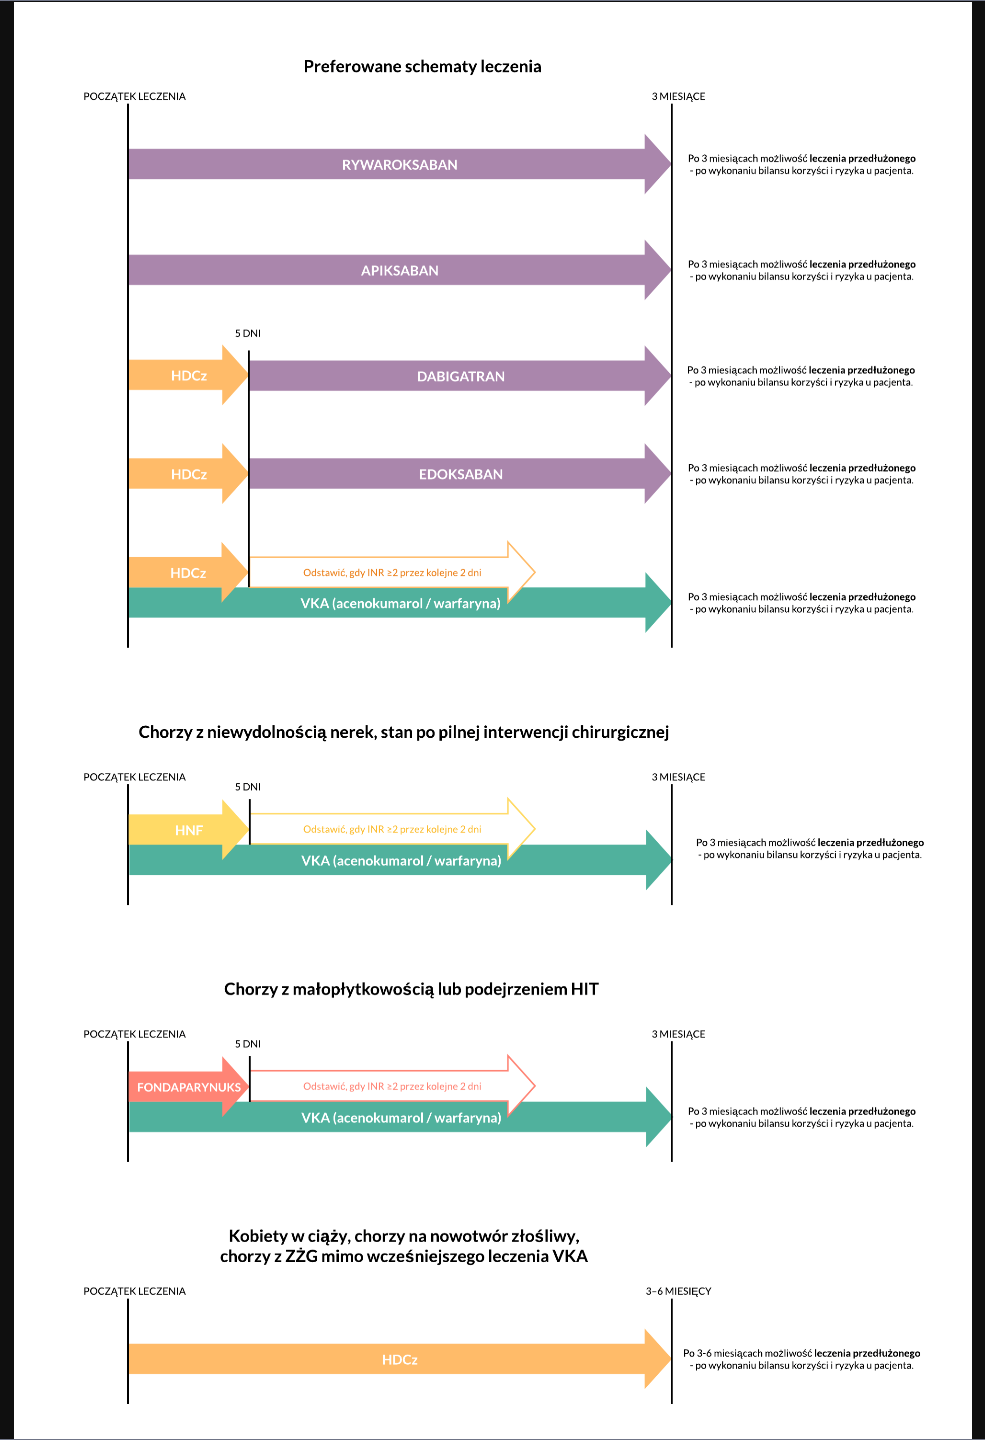 Preferowane schematy leczenia
POCZĄTEK LECZENIA
3 MIESIĄCE
RYWAROKSABAN
Po 3 miesiącach możliwość leczenia przedłużonego
- po wykonaniu bilansu korzyści i ryzyka u pacjenta.
APIKSABAN
Po 3 miesiącach możliwość leczenia przedłużonego
- po wykonaniu bilansu korzyści i ryzyka u pacjenta.
5 DNI
HDCz
DABIGATRAN
Po 3 miesiącach możliwość leczenia przedłużonego
- po wykonaniu bilansu korzyści i ryzyka u pacjenta.
HDCz
EDOKSABAN
Po 3 miesiącach możliwość leczenia przedłużonego
- po wykonaniu bilansu korzyści i ryzyka u pacjenta.
HDCz
Odstawić, gdy INR ≥2 przez kolejne 2 dni
VKA (acenokumarol / warfaryna)
Po 3 miesiącach możliwość leczenia przedłużonego
- po wykonaniu bilansu korzyści i ryzyka u pacjenta.
Chorzy z niewydolnością nerek, stan po pilnej interwencji chirurgicznej
POCZĄTEK LECZENIA
5 DNI
3 MIESIĄCE
HNF
Odstawić, gdy INR ≥2 przez kolejne 2 dni
VKA (acenokumarol / warfaryna)
Po 3 miesiącach możliwość leczenia przedłużonego
- po wykonaniu bilansu korzyści i ryzyka u pacjenta.
Chorzy z małopłytkowością lub podejrzeniem HIT
POCZĄTEK LECZENIA
5 DNI
3 MIESIĄCE
FONDAPARYNUKS
Odstawić, gdy INR ≥2 przez kolejne 2 dni
VKA (acenokumarol / warfaryna)
Po 3 miesiącach możliwość leczenia przedłużonego
- po wykonaniu bilansu korzyści i ryzyka u pacjenta.
Kobiety w ciąży, chorzy na nowotwór złośliwy,
chorzy z ZŻG mimo wcześniejszego leczenia VKA
POCZĄTEK LECZENIA
3–6 MIESIĘCY
HDCz
Po 3-6 miesiącach możliwość leczenia przedłużonego
- po wykonaniu bilansu korzyści i ryzyka u pacjenta.